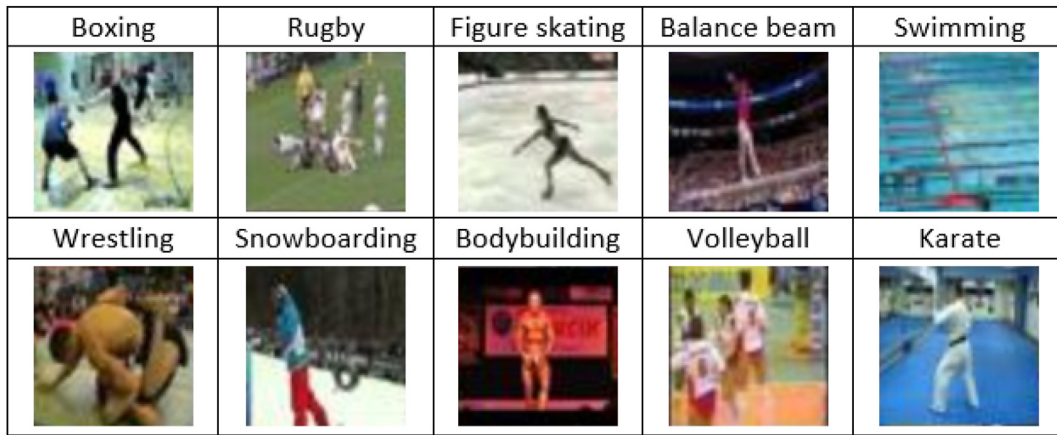 Boxing
Rugby
Figure skating
Balance beam
Swimming
Wrestling
Snowboarding
Bodybuilding
Volleyball
Karate